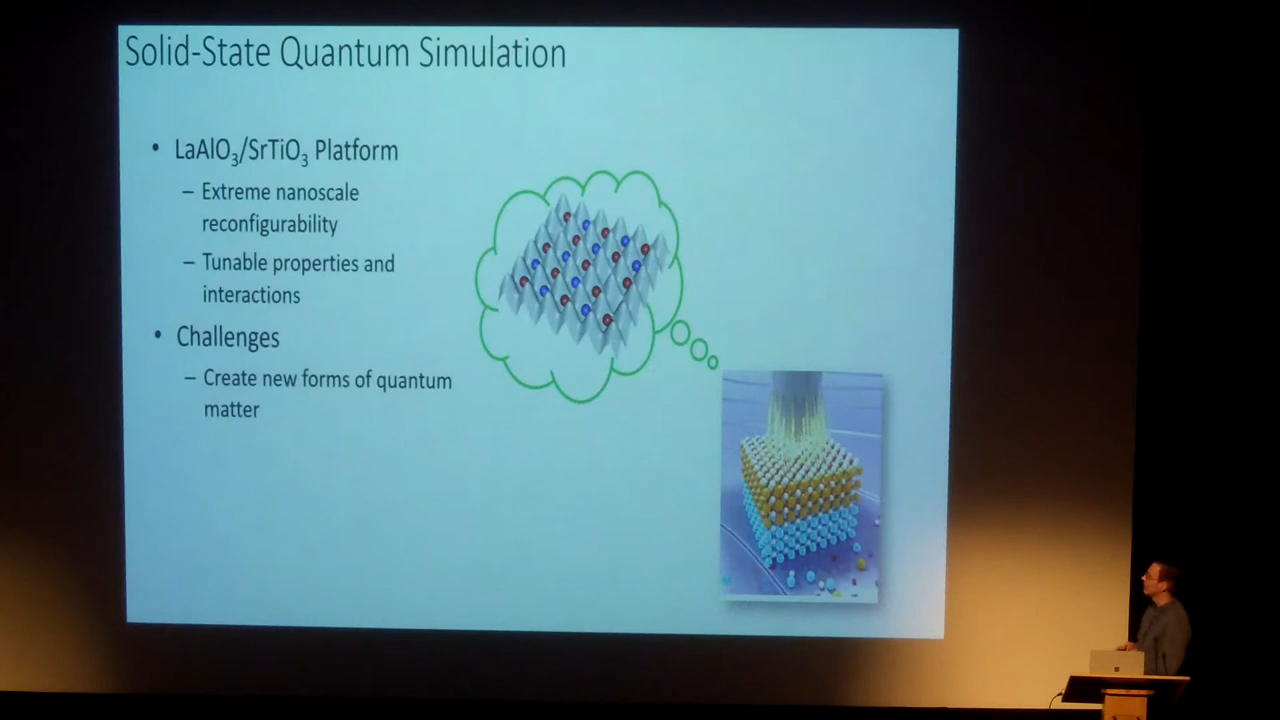 Solid-State Quantum Simulation
• LaAlO₃/SrTiO₃ Platform
– Extreme nanoscale
reconfigurability
– Tunable properties and
interactions
• Challenges
– Create new forms of quantum
matter